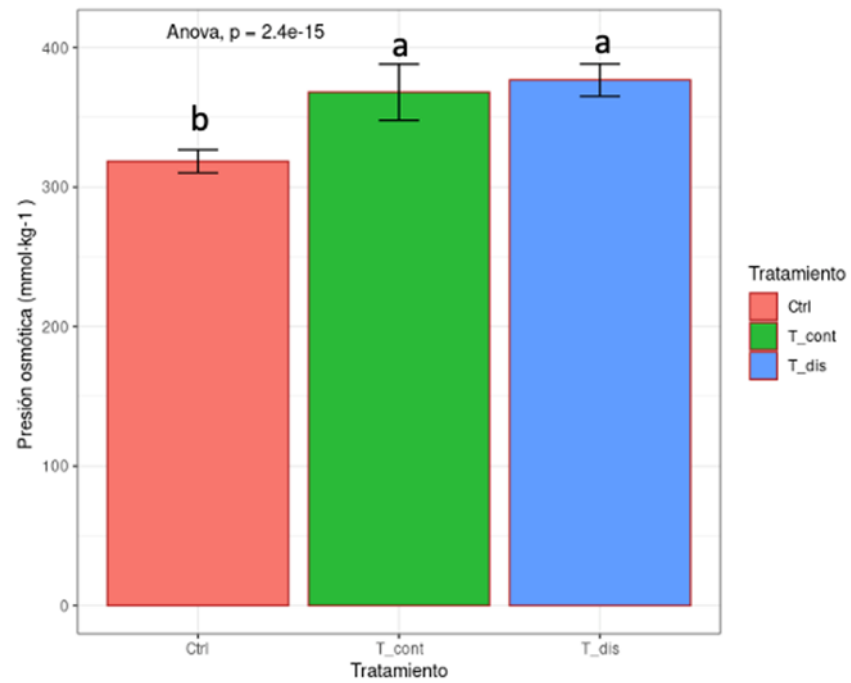 Anova, p = 2.4e-15
b
a
a
400
300
200
100
0
Presión osmótica (mmol·kg-1 )
Ctrl
T_cont
T_dis
Tratamiento
Tratamiento
Ctrl
T_cont
T_dis